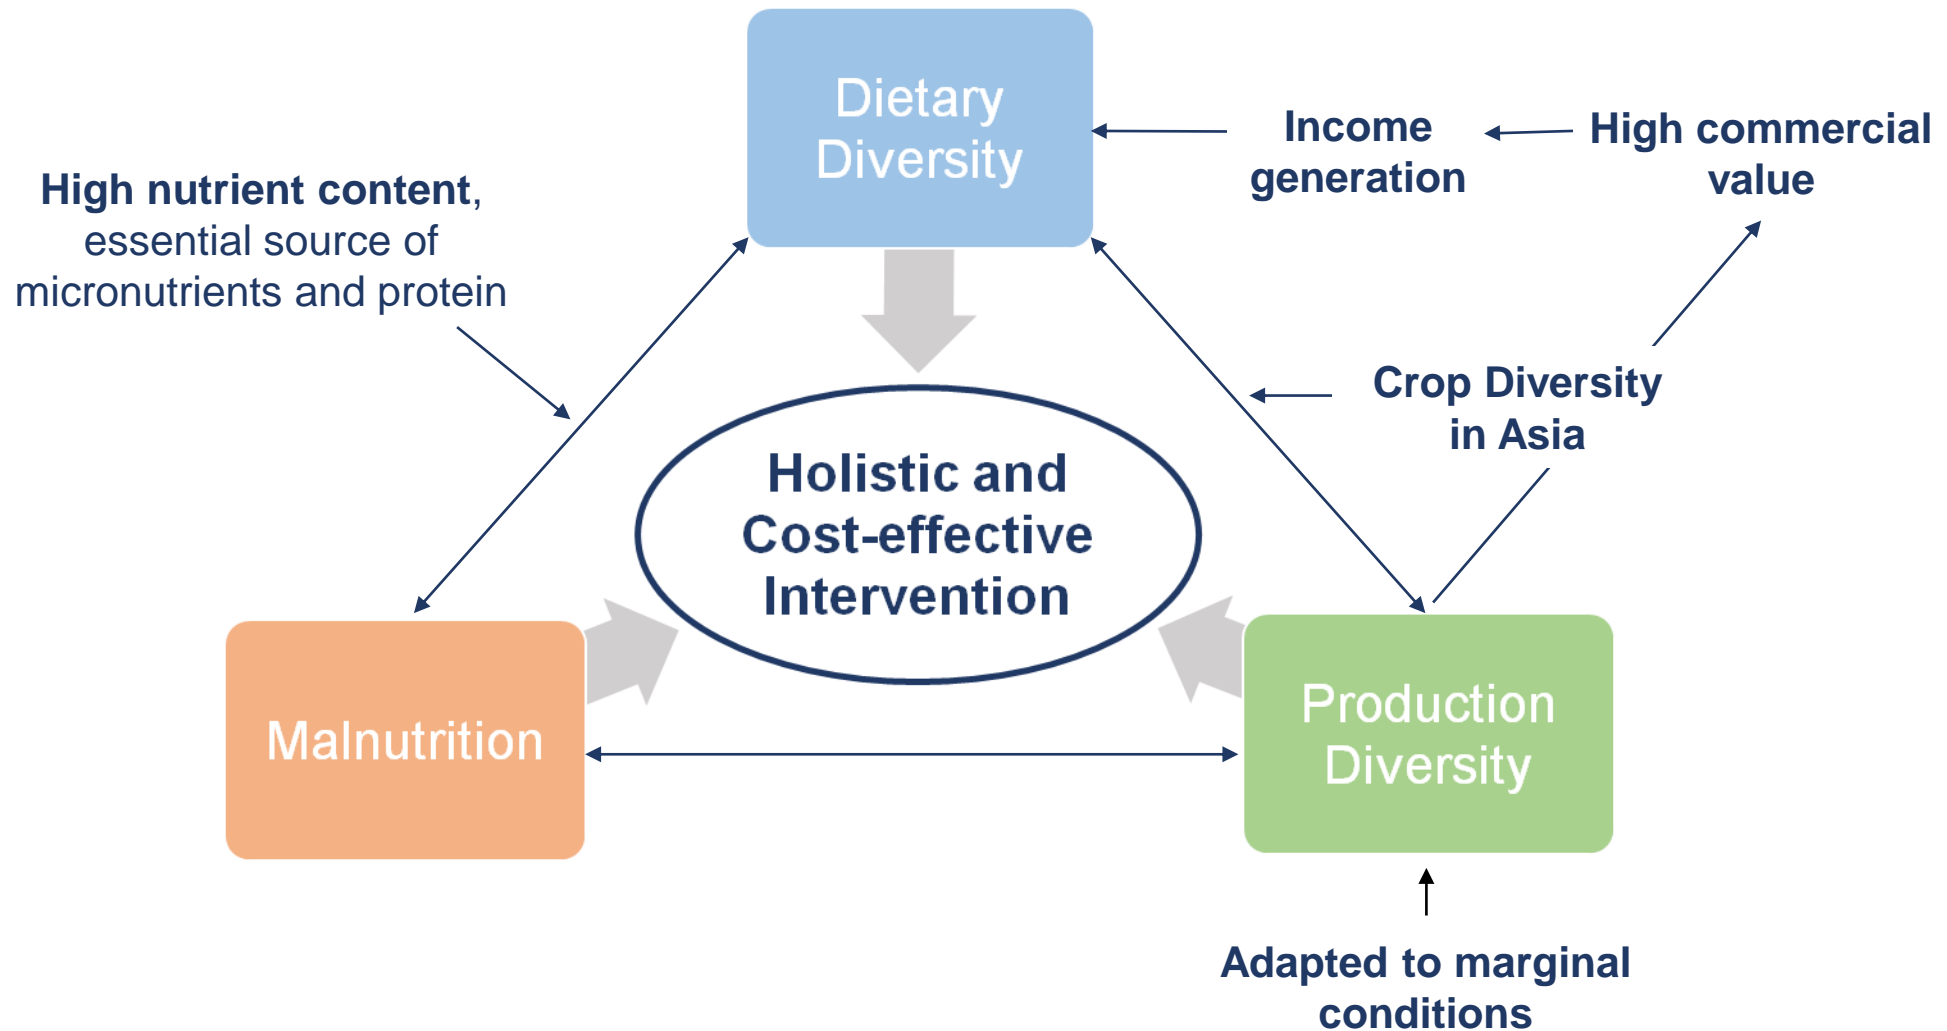 Dietary
Diversity
Income
generation
High commercial
value
High nutrient content,
essential source of
micronutrients and protein
Crop Diversity
in Asia
Holistic and
Cost-effective
Intervention
Malnutrition
Production
Diversity
Adapted to marginal
conditions